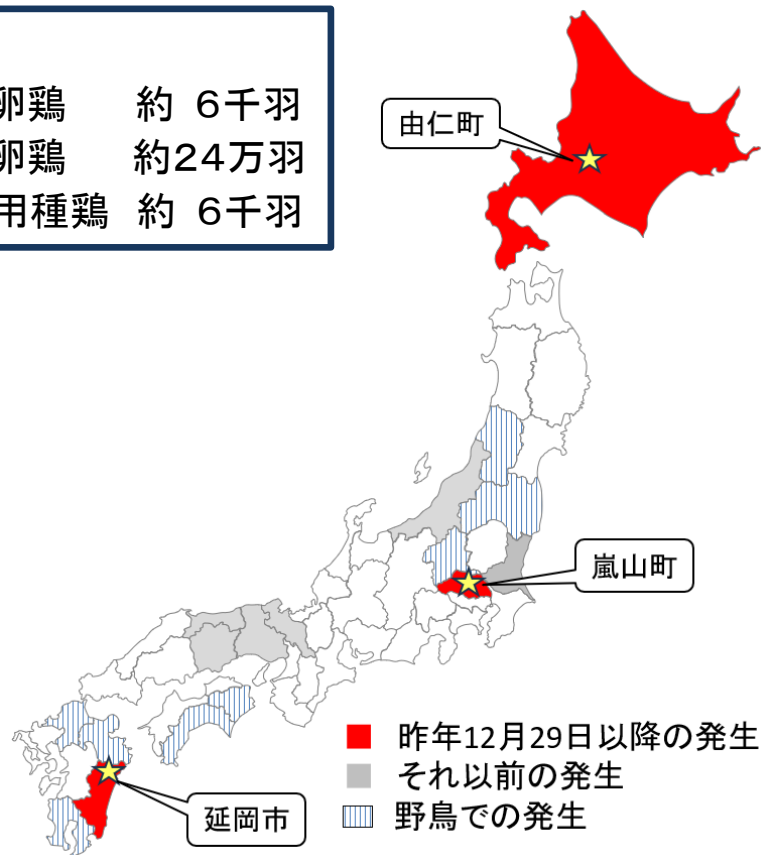 卵鶏 約 6千羽
卵鶏 約24万羽
用種鶏 約 6千羽
由仁町
嵐山町
延岡市
昨年12月29日以降の発生
それ以前の発生
野鳥での発生